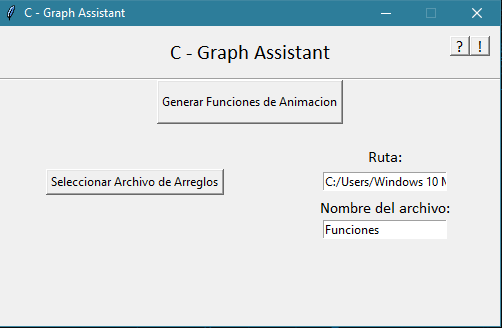 C - Graph Assistant
C - Graph Assistant
? !
Generar Funciones de Animacion
Ruta:
Seleccionar Archivo de Arreglos
C:/Users/Windows 10 M
Nombre del archivo:
Funciones